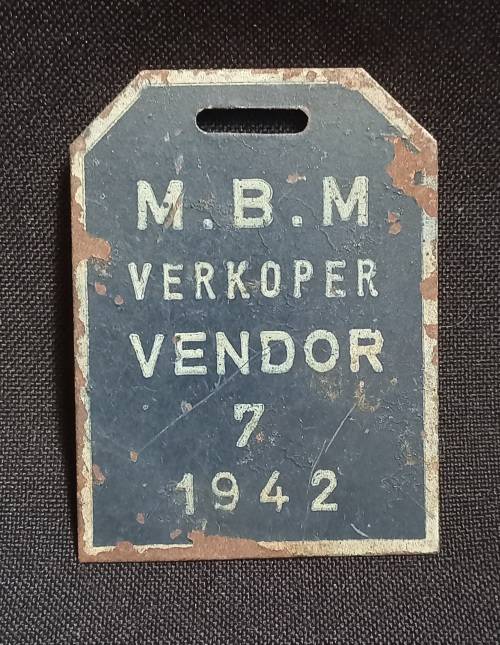 M.B.M
VERKOPER
VENDOR
7
1942